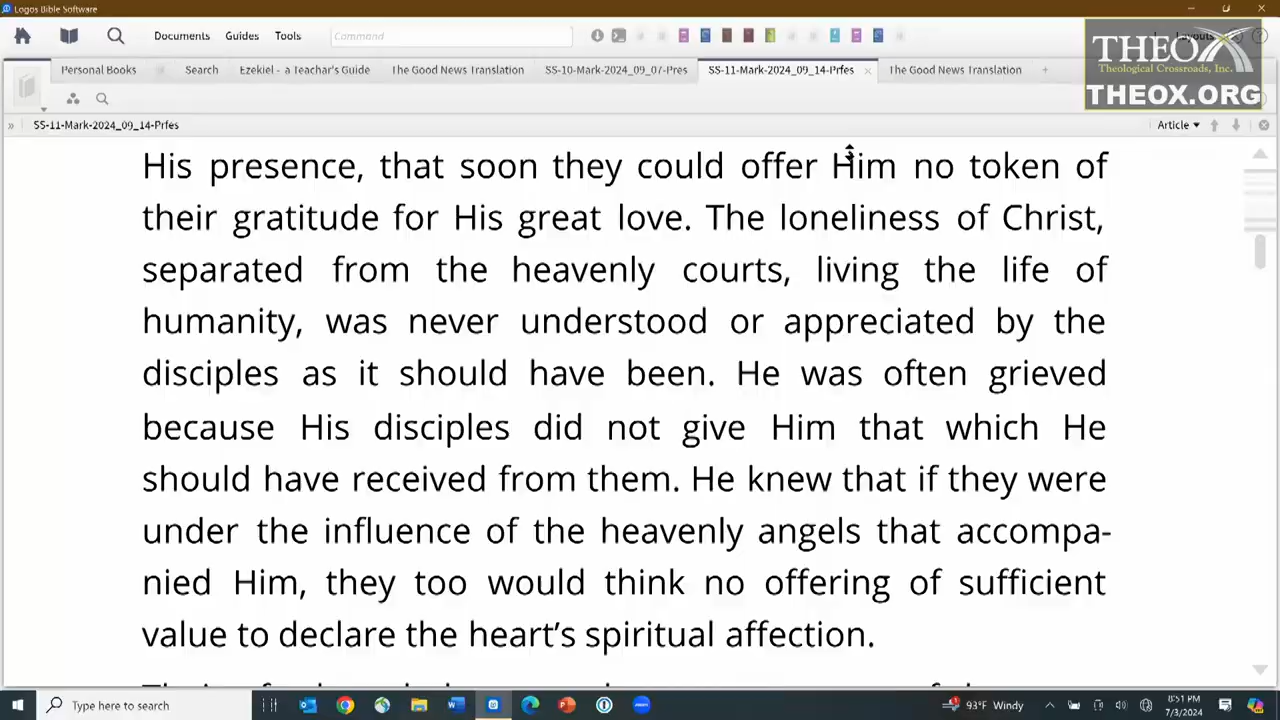 Logos Bible Software
Documents Guides Tools Command Layouts
THEOX
Theological Crossroads, Inc.
THEOX.ORG
Personal Books Search Ezekiel - a Teacher's Guide SS-10-Mark-2024_09_07-Pres SS-11-Mark-2024_09_14-Prfes The Good News Translation
SS-11-Mark-2024_09_14-Prfes Article
His presence, that soon they could offer Him no token of
their gratitude for His great love. The loneliness of Christ,
separated from the heavenly courts, living the life of
humanity, was never understood or appreciated by the
disciples as it should have been. He was often grieved
because His disciples did not give Him that which He
should have received from them. He knew that if they were
under the influence of the heavenly angels that accompa-
nied Him, they too would think no offering of sufficient
value to declare the heart's spiritual affection.
Type here to search
93°F Windy
8:51 PM
7/3/2024